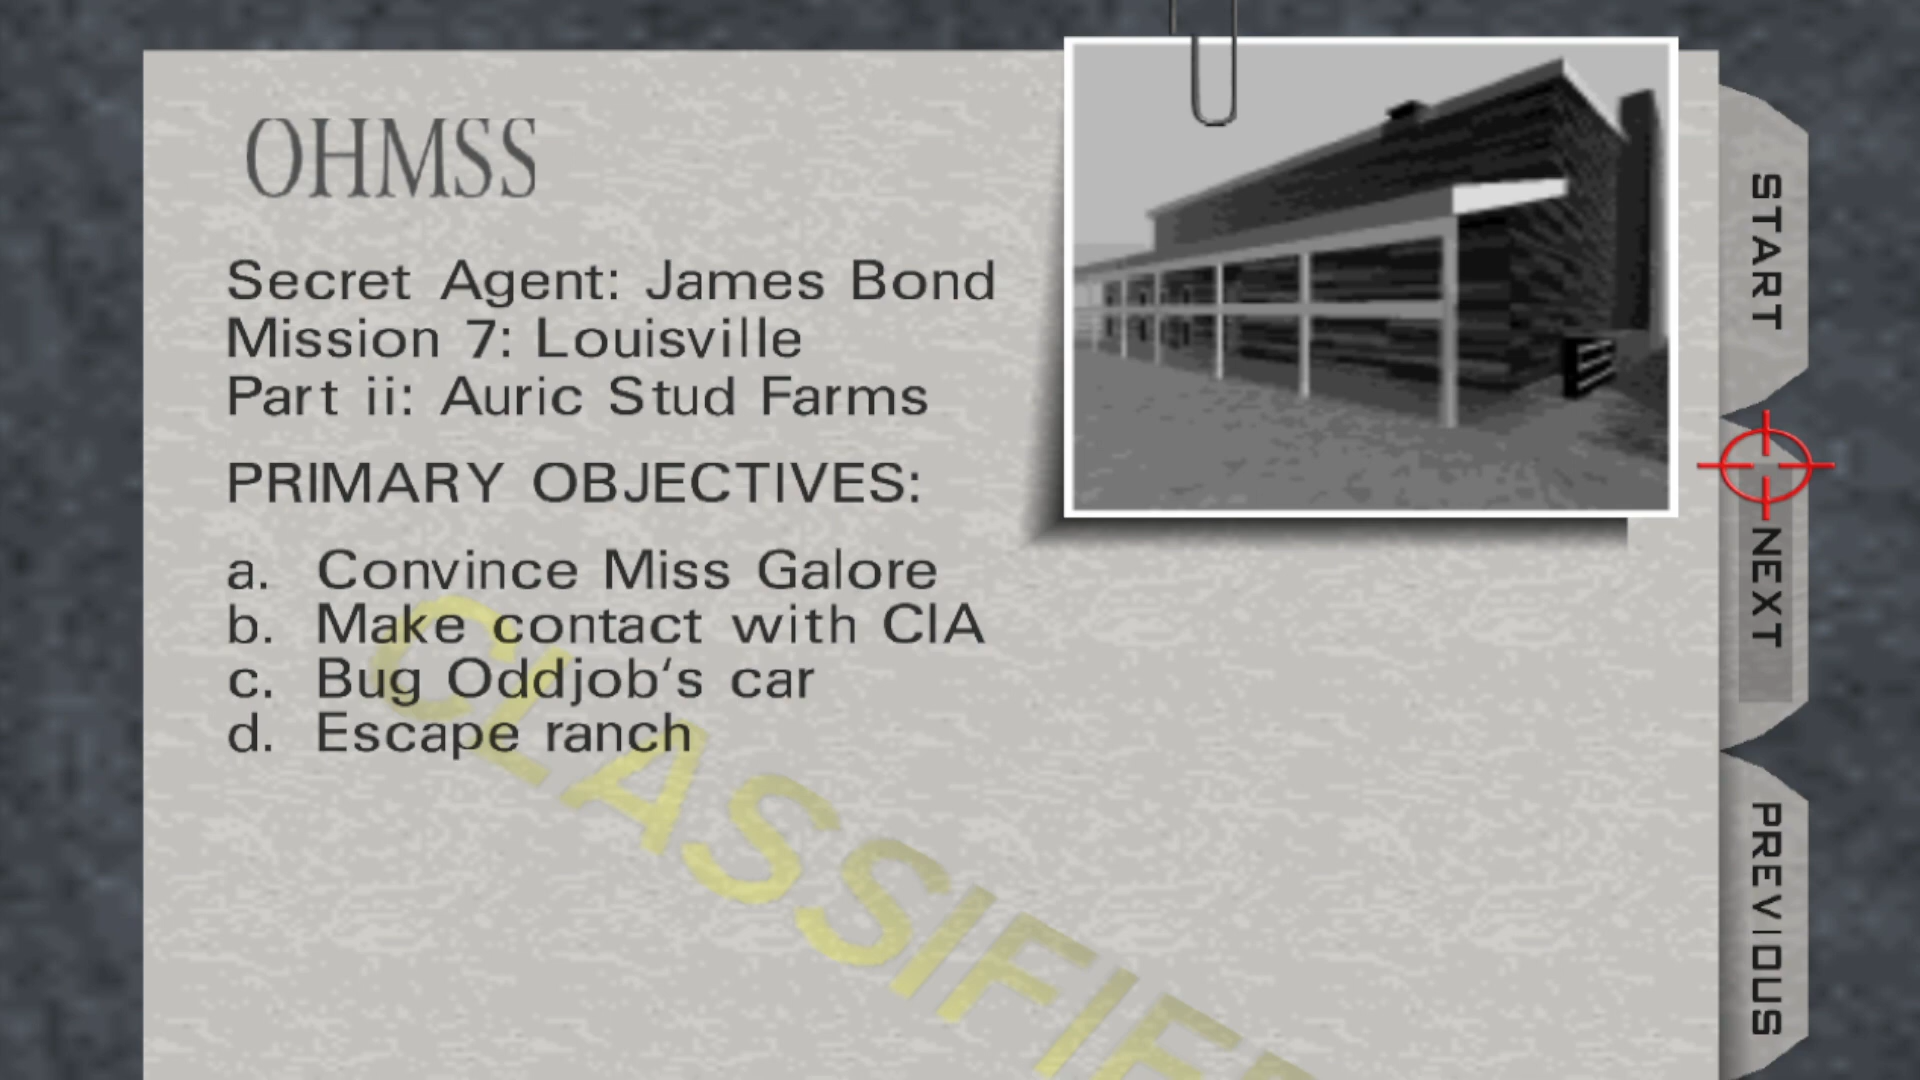 OHMSS
Secret Agent: James Bond
Mission 7: Louisville
Part ii: Auric Stud Farms
PRIMARY OBJECTIVES:
a. Convince Miss Galore
b. Make contact with CIA
c. Bug Oddjob's car
d. Escape ranch
CLASSIFIE
START
NEXT
PREVIOUS